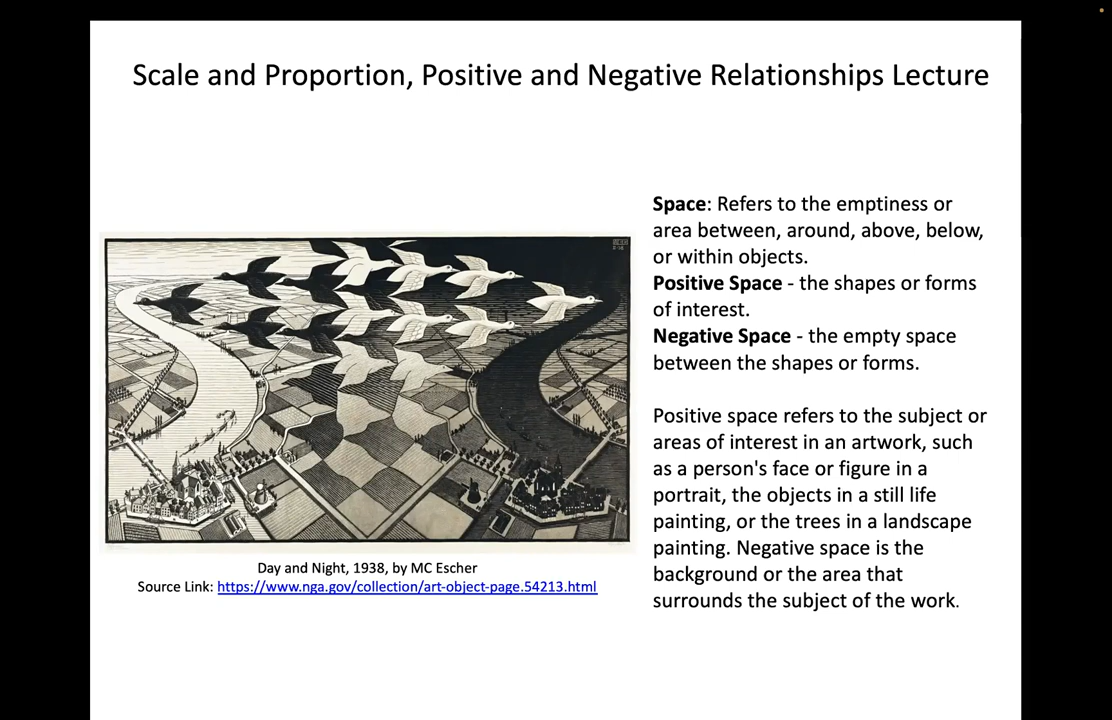 Scale and Proportion, Positive and Negative Relationships Lecture
Space: Refers to the emptiness or
area between, around, above, below,
or within objects.
Positive Space - the shapes or forms
of interest.
Negative Space - the empty space
between the shapes or forms.
Positive space refers to the subject or
areas of interest in an artwork, such
as a person's face or figure in a
portrait, the objects in a still life
painting, or the trees in a landscape
painting. Negative space is the
background or the area that
surrounds the subject of the work.
Day and Night, 1938, by MC Escher
Source Link: https://www.nga.gov/collection/art-object-page.54213.html